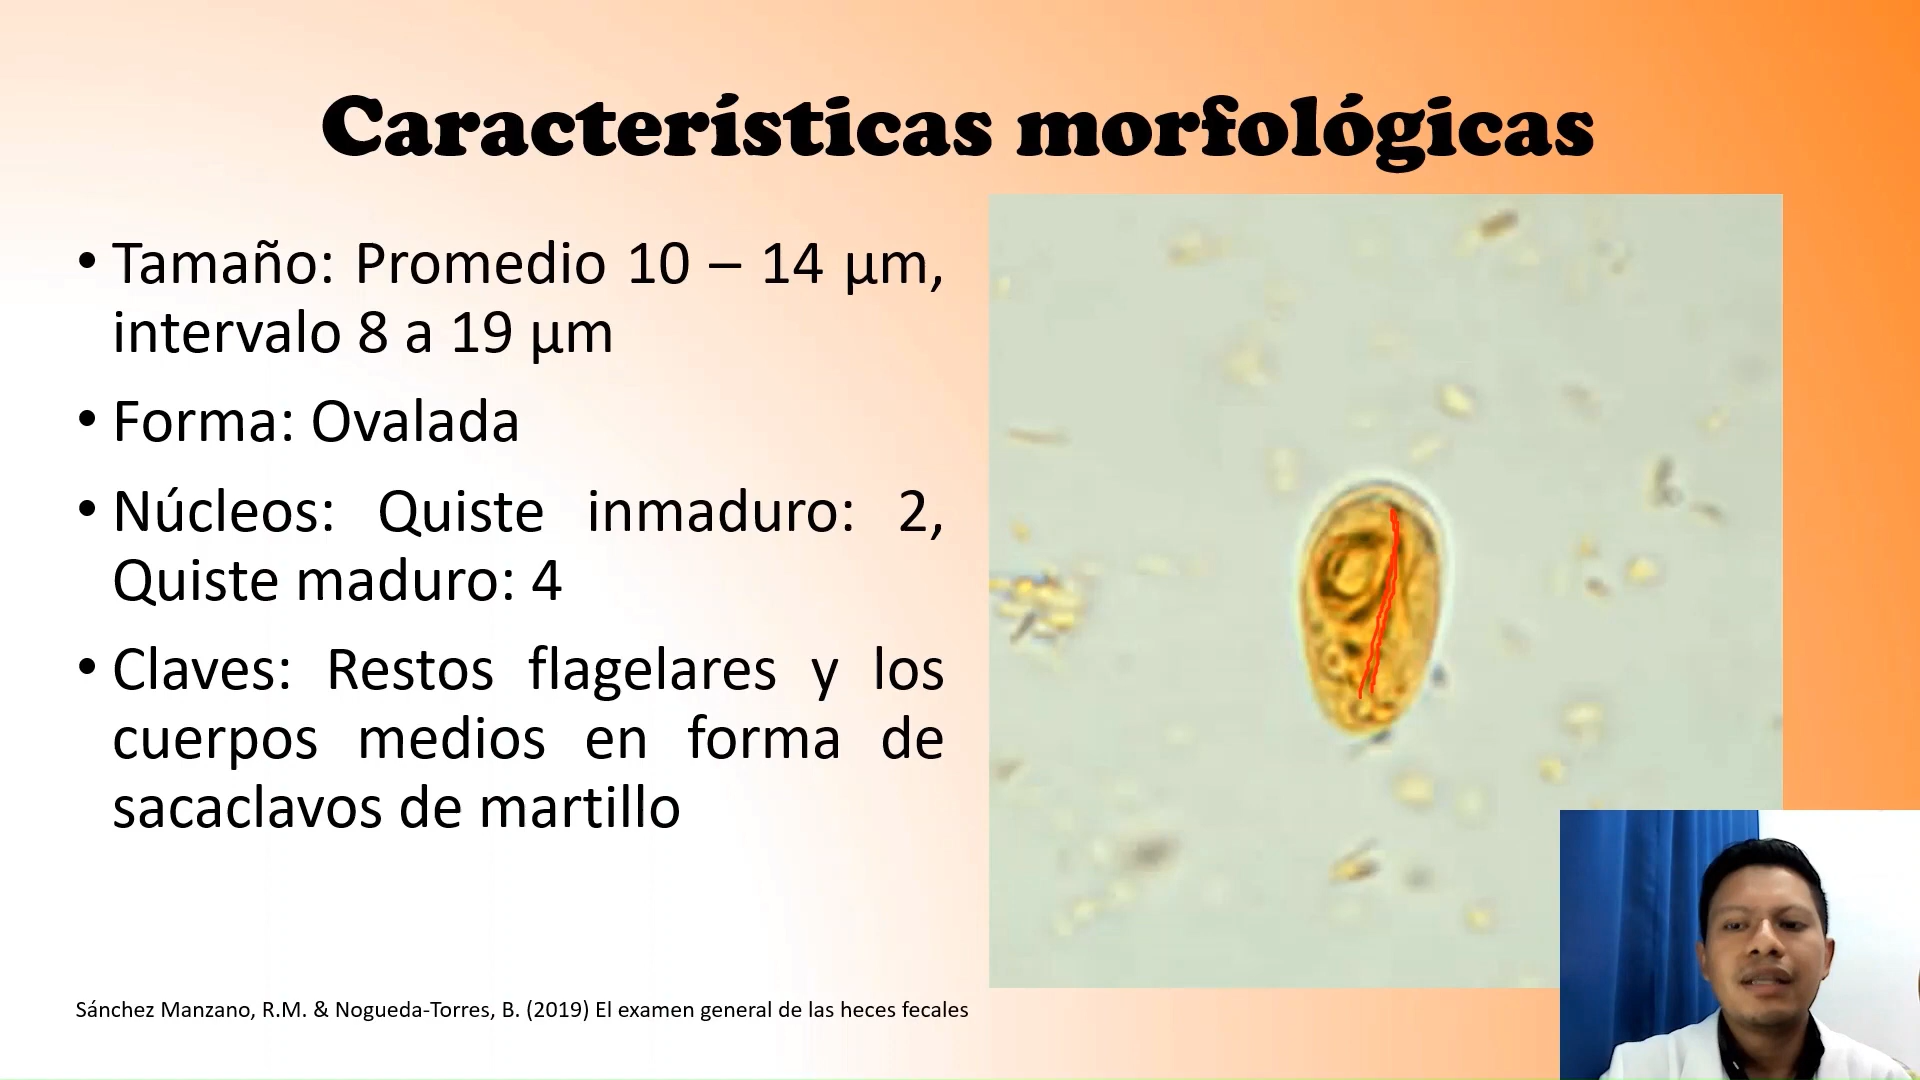 Características morfológicas
• Tamaño: Promedio 10 – 14 µm,
intervalo 8 a 19 µm
• Forma: Ovalada
• Núcleos: Quiste inmaduro: 2,
Quiste maduro: 4
• Claves: Restos flagelares y los
cuerpos medios en forma de
sacaclavos de martillo
Sánchez Manzano, R.M. & Nogueda-Torres, B. (2019) El examen general de las heces fecales